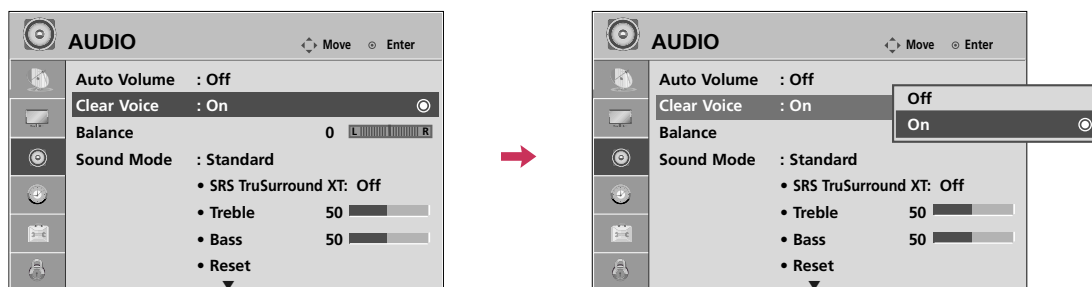 AUDIO
Move Enter
Auto Volume : Off
Clear Voice : On
Balance 0 L R
Sound Mode : Standard
• SRS TruSurround XT: Off
• Treble 50
• Bass 50
• Reset
AUDIO
Move Enter
Auto Volume : Off
Clear Voice : On
Balance
Sound Mode : Standard
• SRS TruSurround XT: Off
• Treble 50
• Bass 50
• Reset
Off
On